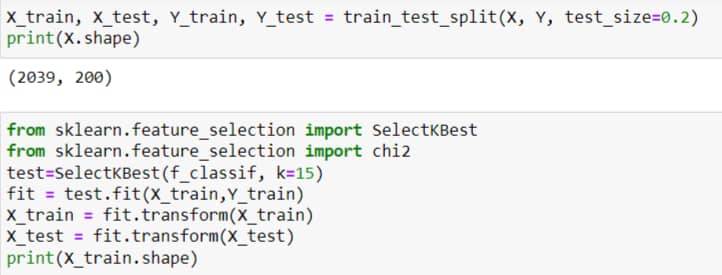 X_train, X_test, Y_train, Y_test = train_test_split(X, Y, test_size=0.2)
print(X.shape)
(2039, 200)
from sklearn.feature_selection import SelectKBest
from sklearn.feature_selection import chi2
test=SelectKBest(f_classif, k=15)
fit = test.fit(X_train,Y_train)
X_train = fit.transform(X_train)
X_test = fit.transform(X_test)
print(X_train.shape)